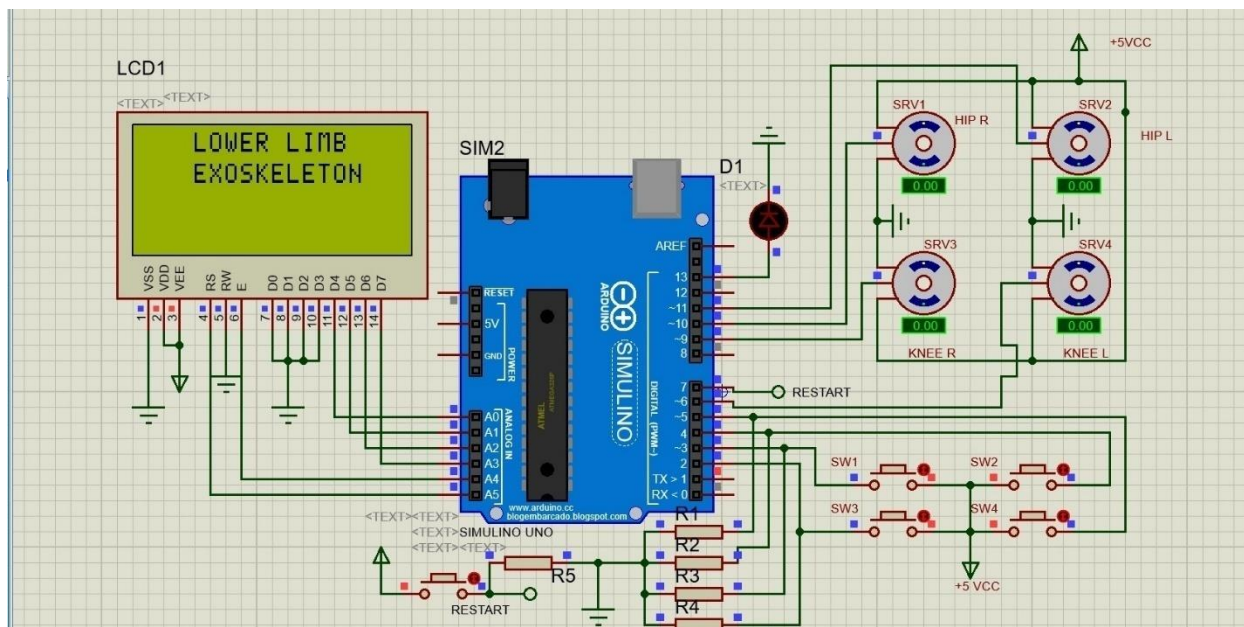 LCD1
<TEXT>
<TEXT>
LOWER LIMB
EXOSKELETON
VSS
VDD
VEE
RS
RW
E
D0
D1
D2
D3
D4
D5
D6
D7
1
2
3
4
5
6
7
8
9
10
11
12
13
14
SIM2
D1
<TEXT>
RESET
5V
GND
POWER
A0
A1
A2
A3
A4
A5
ANALOG IN
ATMEL
ARDUINO
SIMULINO
AREF
13
12
~11
~10
~9
8
7
~6
~5
4
~3
2
TX > 1
RX < 0
DIGITAL (PWM~)
www.arduino.cc
blogembarcado.blogspot.com
<TEXT><TEXT>
<TEXT> SIMULINO UNO
<TEXT><TEXT>
+5VCC
SRV1
HIP R
0.00
SRV2
HIP L
0.00
SRV3
0.00
KNEE R
SRV4
0.00
KNEE L
RESTART
SW1
SW2
SW3
SW4
+5 VCC
R1
R2
R3
R4
R5
RESTART